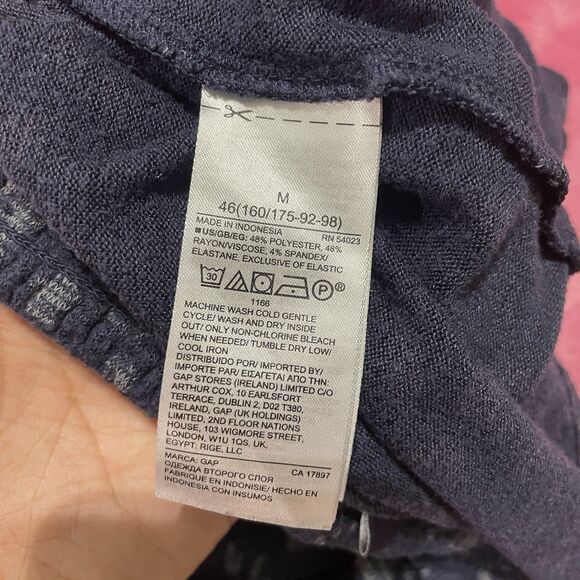 M
46(160/175-92-98)
MADE IN INDONESIA RN 54023
■US/GB/EG: 48% POLYESTER, 48%
RAYON/VISCOSE, 4% SPANDEX/
ELASTANE, EXCLUSIVE OF ELASTIC
30 P ®
1166
MACHINE WASH COLD GENTLE
CYCLE/ WASH AND DRY INSIDE
OUT/ ONLY NON-CHLORINE BLEACH
WHEN NEEDED/ TUMBLE DRY LOW/
COOL IRON
DISTRIBUIDO POR/ IMPORTED BY/
IMPORTE PAR/ ΕΙΣΑΓΕΤΑΙ ΑΠΟ ΤΗΝ:
GAP STORES (IRELAND) LIMITED C/O
ARTHUR COX, 10 EARLSFORT
TERRACE, DUBLIN 2, D02 T380,
IRELAND, GAP (UK HOLDINGS)
LIMITED, 2ND FLOOR NATIONS
HOUSE, 103 WIGMORE STREET,
LONDON, W1U 1QS, UK
EGYPT: RIGE, LLC
MARCA: GAP CA 17897
ОДЕЖДА ВТОРОГО СЛОЯ
FABRIQUE EN INDONISIE/ HECHO EN
INDONESIA CON INSUMOS